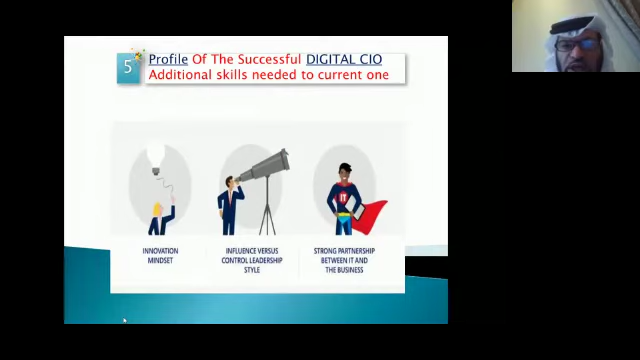 5
Profile Of The Successful DIGITAL CIO
Additional skills needed to current one
IT
INNOVATION
MINDSET
INFLUENCE VERSUS
CONTROL LEADERSHIP
STYLE
STRONG PARTNERSHIP
BETWEEN IT AND
THE BUSINESS